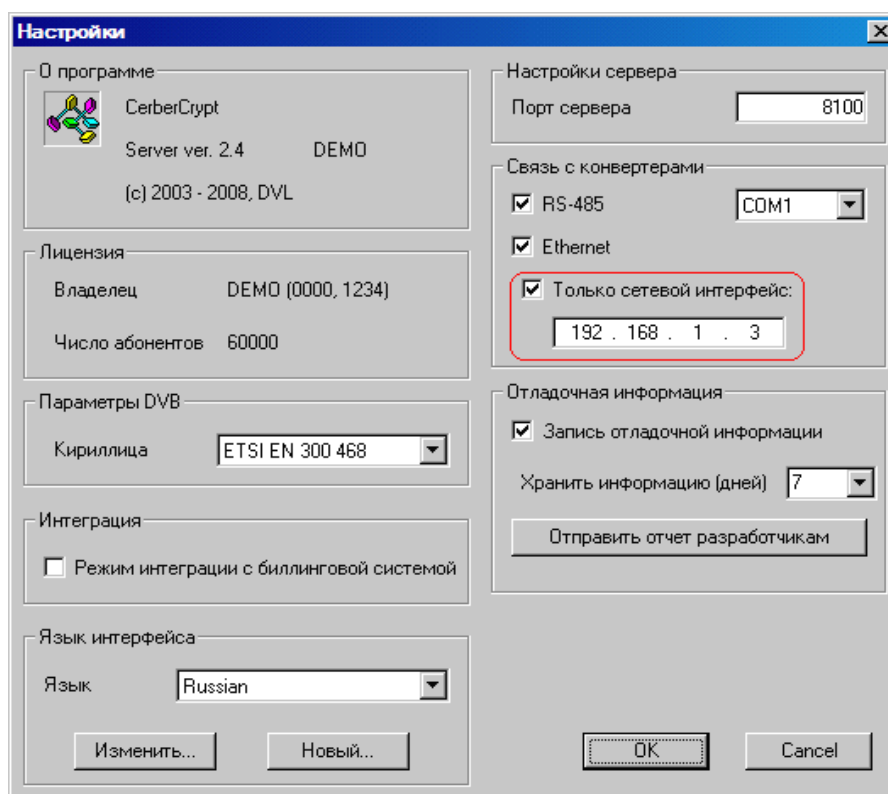 Настройки
О программе
CerberCrypt
Server ver. 2.4 DEMO
(c) 2003 - 2008, DVL
Лицензия
Владелец DEMO (0000, 1234)
Число абонентов 60000
Параметры DVB
Кириллица ETSI EN 300 468
Интеграция
Режим интеграции с биллинговой системой
Язык интерфейса
Язык Russian
Изменить... Новый...
Настройки сервера
Порт сервера 8100
Связь с конвертерами
RS-485 COM1
Ethernet
Только сетевой интерфейс:
192 . 168 . 1 . 3
Отладочная информация
Запись отладочной информации
Хранить информацию (дней) 7
Отправить отчет разработчикам
OK Cancel